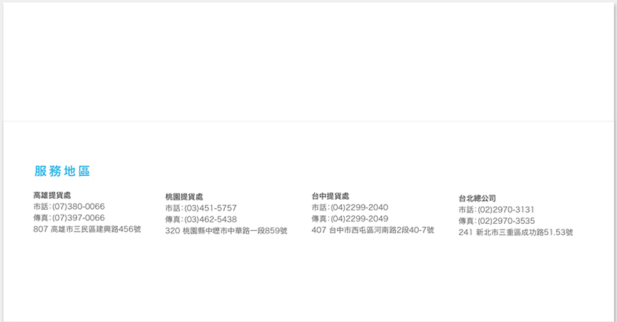 服務地區
高雄提貨處
市話:(07)380-0066
傳真:(07)397-0066
807 高雄市三民區建興路456號
桃園提貨處
市話:(03)451-5757
傳真:(03)462-5438
320 桃園縣中壢市中華路一段859號
台中提貨處
市話:(04)2299-2040
傳真:(04)2299-2049
407 台中市西屯區河南路2段40-7號
台北總公司
市話:(02)2970-3131
傳真:(02)2970-3535
241 新北市三重區成功路51.53號